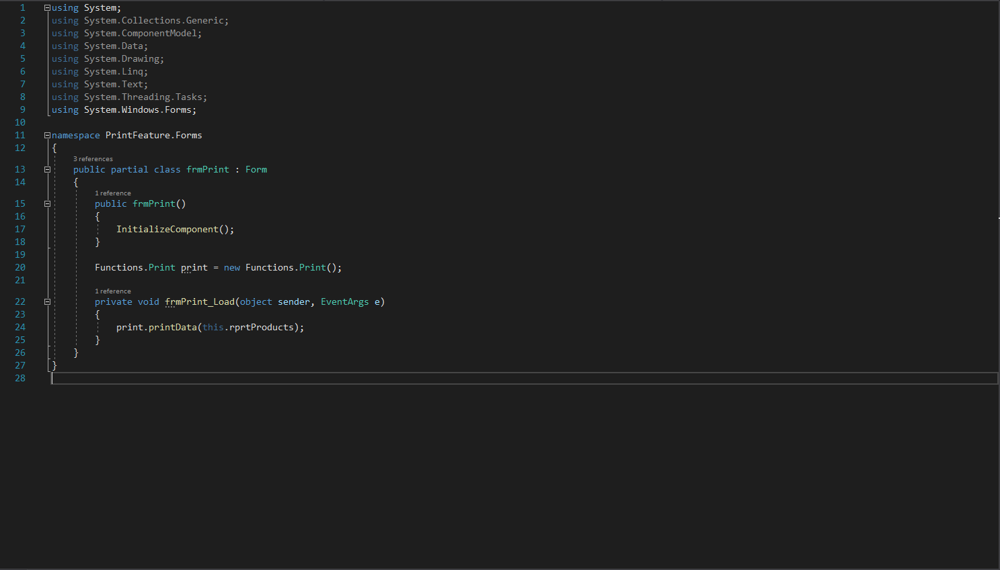 1 using System;
2 using System.Collections.Generic;
3 using System.ComponentModel;
4 using System.Data;
5 using System.Drawing;
6 using System.Linq;
7 using System.Text;
8 using System.Threading.Tasks;
9 using System.Windows.Forms;
10
11 namespace PrintFeature.Forms
12 {
3 references
13 public partial class frmPrint : Form
14 {
1 reference
15 public frmPrint()
16 {
17 InitializeComponent();
18 }
19
20 Functions.Print print = new Functions.Print();
21
1 reference
22 private void frmPrint_Load(object sender, EventArgs e)
23 {
24 print.printData(this.rprtProducts);
25 }
26 }
27 }
28